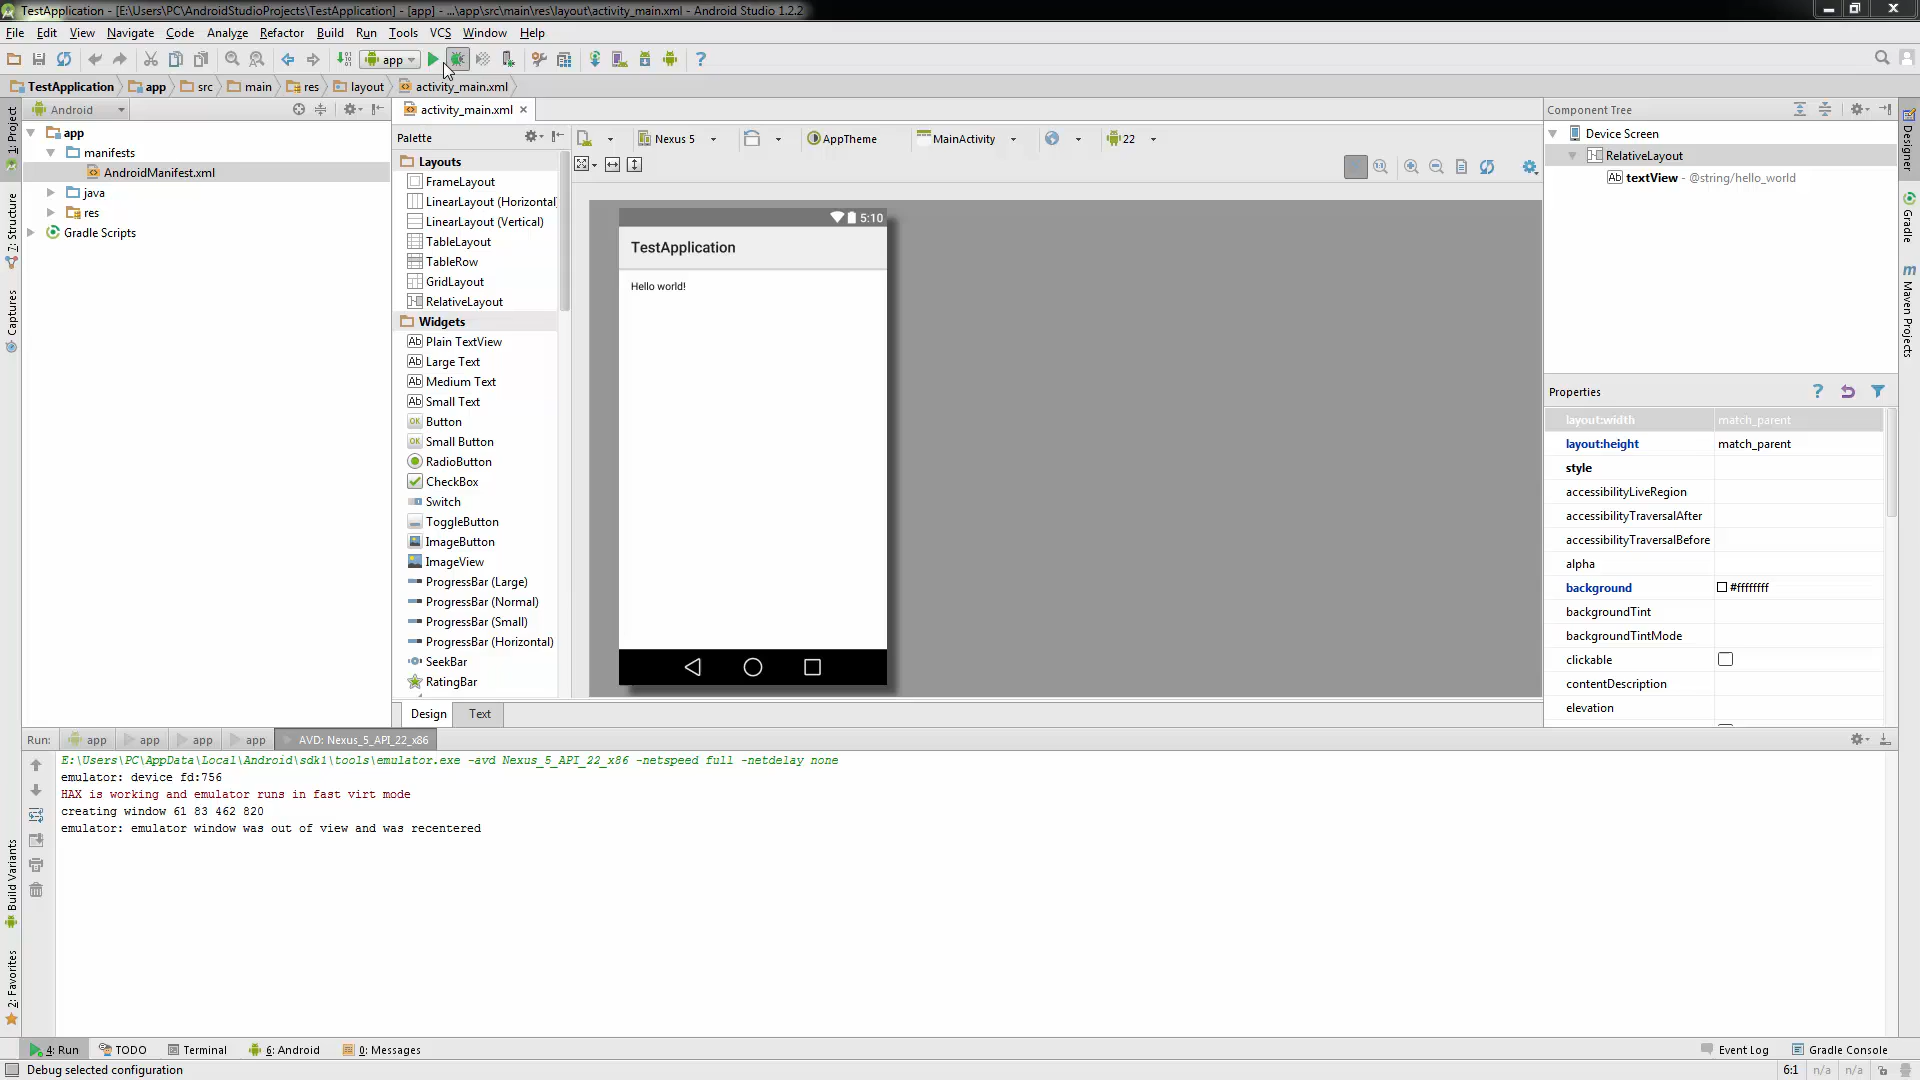 TestApplication - [E:\Users\PC\AndroidStudioProjects\TestApplication] - [app] - ...\app\src\main\res\layout\activity_main.xml - Android Studio 1.2.2
File Edit View Navigate Code Analyze Refactor Build Run Tools VCS Window Help
app
TestApplication app src main res layout activity_main.xml
1: Project
7: Structure
Captures
Build Variants
2: Favorites
Android
app
manifests
AndroidManifest.xml
java
res
Gradle Scripts
activity_main.xml
Palette
Layouts
FrameLayout
LinearLayout (Horizontal
LinearLayout (Vertical)
TableLayout
TableRow
GridLayout
RelativeLayout
Widgets
Plain TextView
Large Text
Medium Text
Small Text
Button
Small Button
RadioButton
CheckBox
Switch
ToggleButton
ImageButton
ImageView
ProgressBar (Large)
ProgressBar (Normal)
ProgressBar (Small)
ProgressBar (Horizontal)
SeekBar
RatingBar
Nexus 5 AppTheme MainActivity 22
5:10
TestApplication
Hello world!
Design Text
Component Tree
Device Screen
RelativeLayout
textView - @string/hello_world
Properties
layout:width match_parent
layout:height match_parent
style
accessibilityLiveRegion
accessibilityTraversalAfter
accessibilityTraversalBefore
alpha
background #ffffffff
backgroundTint
backgroundTintMode
clickable
contentDescription
elevation
Designer
Gradle
Maven Projects
Run: app app app app AVD: Nexus_5_API_22_x86
E:\Users\PC\AppData\Local\Android\sdk1\tools\emulator.exe -avd Nexus_5_API_22_x86 -netspeed full -netdelay none
emulator: device fd:756
HAX is working and emulator runs in fast virt mode
creating window 61 83 462 820
emulator: emulator window was out of view and was recentered
4: Run TODO Terminal 6: Android 0: Messages Event Log Gradle Console
Debug selected configuration 6:1 n/a n/a